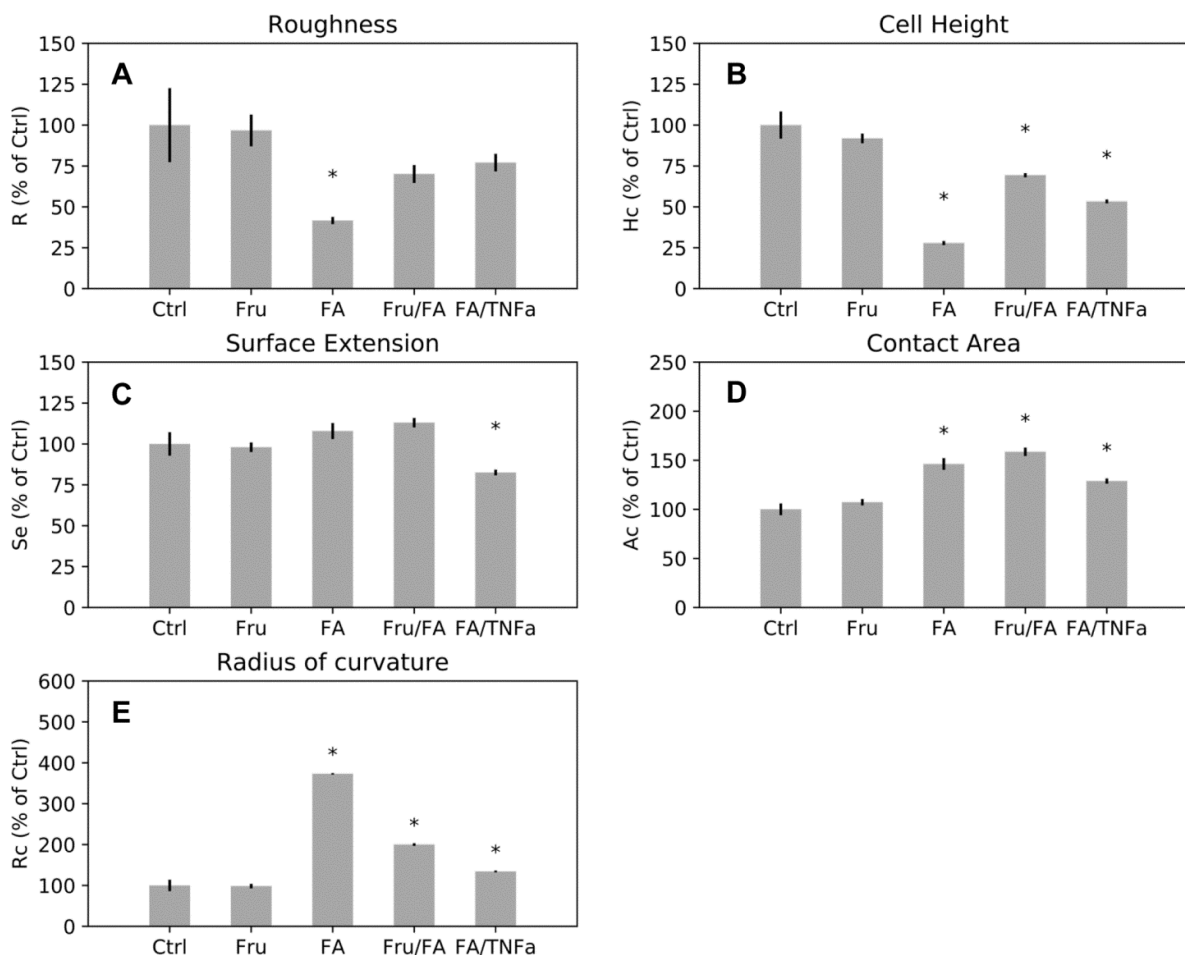 Roughness
A
R (% of Ctrl)
150
125
100
75
50
25
0
*
Ctrl Fru FA Fru/FA FA/TNFa
Cell Height
B
Hc (% of Ctrl)
150
125
100
75
50
25
0
* * *
Ctrl Fru FA Fru/FA FA/TNFa
Surface Extension
C
Se (% of Ctrl)
150
125
100
75
50
25
0
*
Ctrl Fru FA Fru/FA FA/TNFa
Contact Area
D
Ac (% of Ctrl)
250
200
150
100
50
0
* * *
Ctrl Fru FA Fru/FA FA/TNFa
Radius of curvature
E
Rc (% of Ctrl)
600
500
400
300
200
100
0
* * *
Ctrl Fru FA Fru/FA FA/TNFa